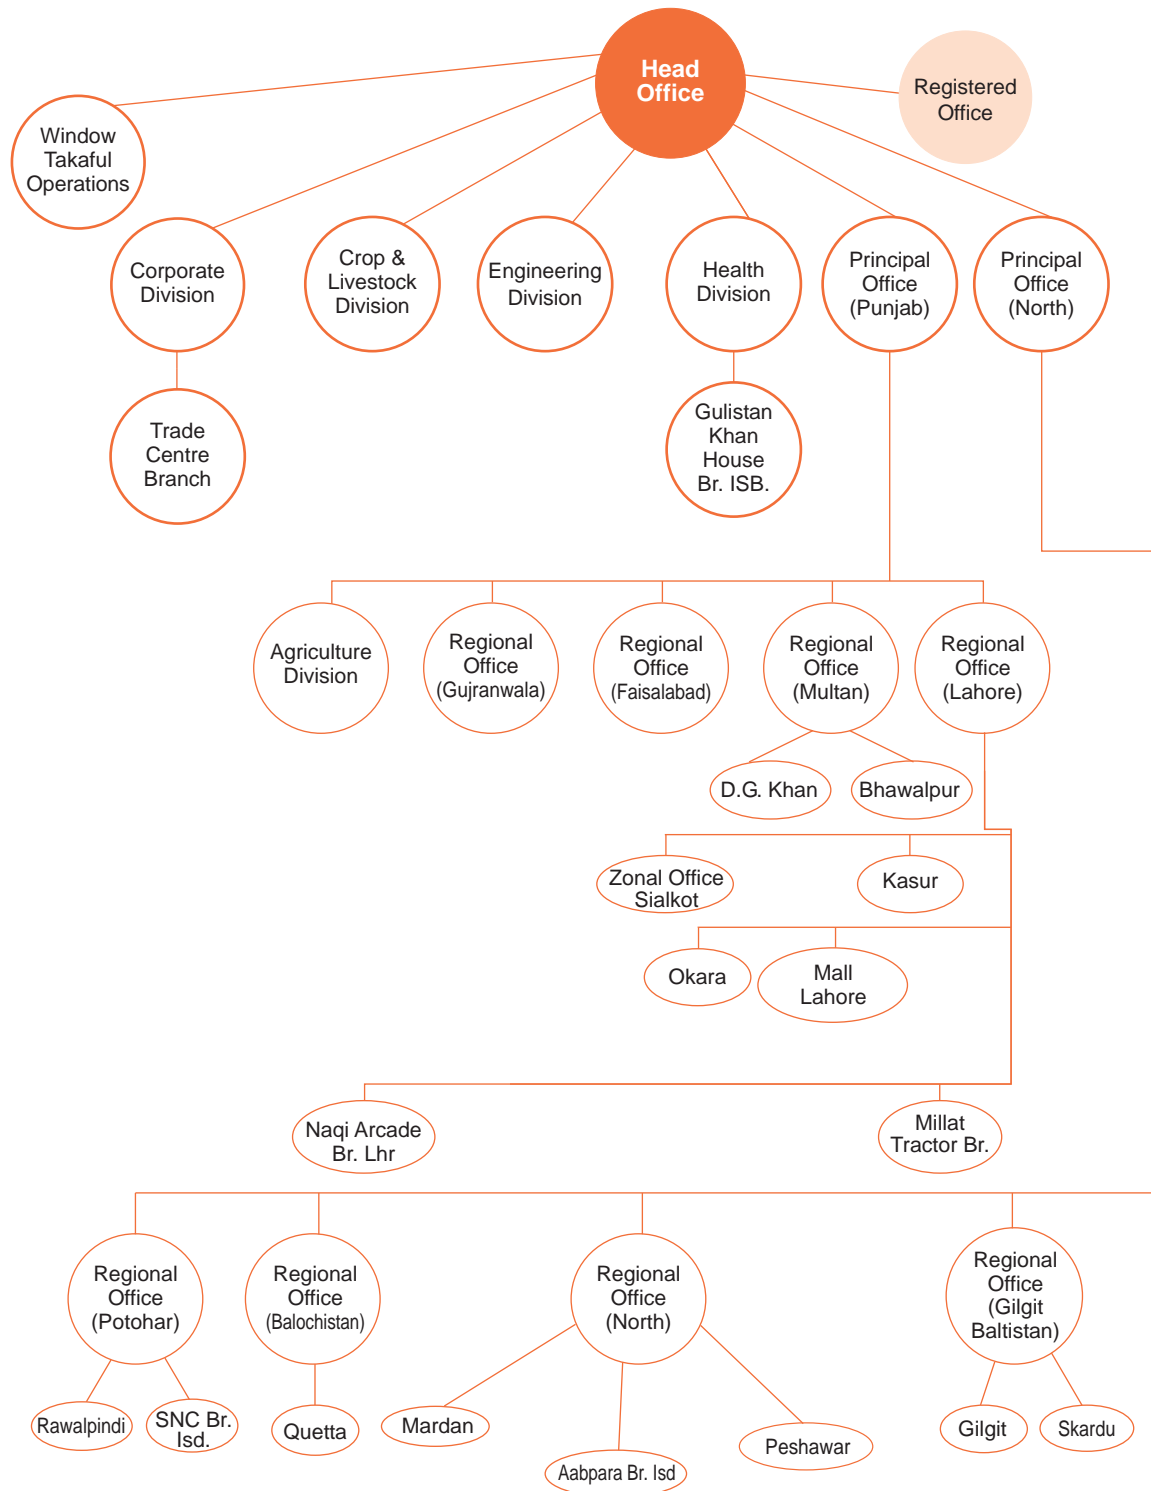 Head
Office
Registered
Office
Window
Takaful
Operations
Corporate
Division
Crop &
Livestock
Division
Engineering
Division
Health
Division
Principal
Office
(Punjab)
Principal
Office
(North)
Trade
Centre
Branch
Gulistan
Khan
House
Br. ISB.
Agriculture
Division
Regional
Office
(Gujranwala)
Regional
Office
(Faisalabad)
Regional
Office
(Multan)
Regional
Office
(Lahore)
D.G. Khan
Bhawalpur
Zonal Office
Sialkot
Kasur
Okara
Mall
Lahore
Naqi Arcade
Br. Lhr
Millat
Tractor Br.
Regional
Office
(Potohar)
Regional
Office
(Balochistan)
Regional
Office
(North)
Regional
Office
(Gilgit
Baltistan)
Rawalpindi
SNC Br.
Isd.
Quetta
Mardan
Aabpara Br. Isd
Peshawar
Gilgit
Skardu